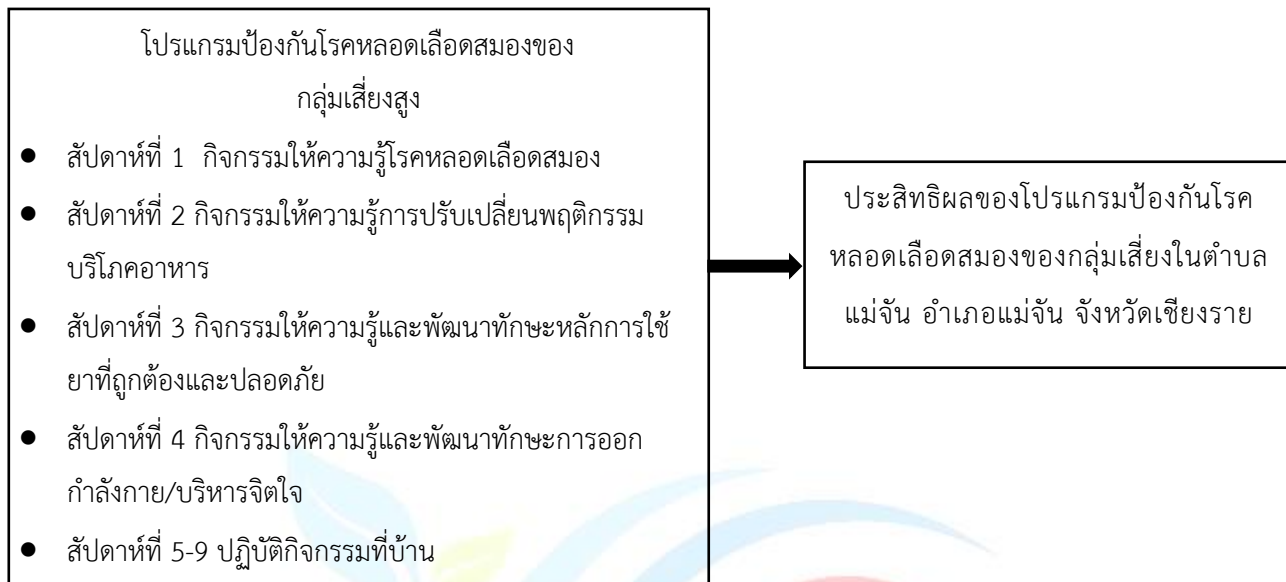 โปรแกรมป้องกันโรคหลอดเลือดสมองของ
กลุ่มเสี่ยงสูง
● สัปดาห์ที่ 1 กิจกรรมให้ความรู้โรคหลอดเลือดสมอง
● สัปดาห์ที่ 2 กิจกรรมให้ความรู้การปรับเปลี่ยนพฤติกรรม
บริโภคอาหาร
● สัปดาห์ที่ 3 กิจกรรมให้ความรู้และพัฒนาทักษะหลักการใช้
ยาที่ถูกต้องและปลอดภัย
● สัปดาห์ที่ 4 กิจกรรมให้ความรู้และพัฒนาทักษะการออก
กำลังกาย/บริหารจิตใจ
● สัปดาห์ที่ 5-9 ปฏิบัติกิจกรรมที่บ้าน
ประสิทธิผลของโปรแกรมป้องกันโรค
หลอดเลือดสมองของกลุ่มเสี่ยงในตำบล
แม่จัน อำเภอแม่จัน จังหวัดเชียงราย